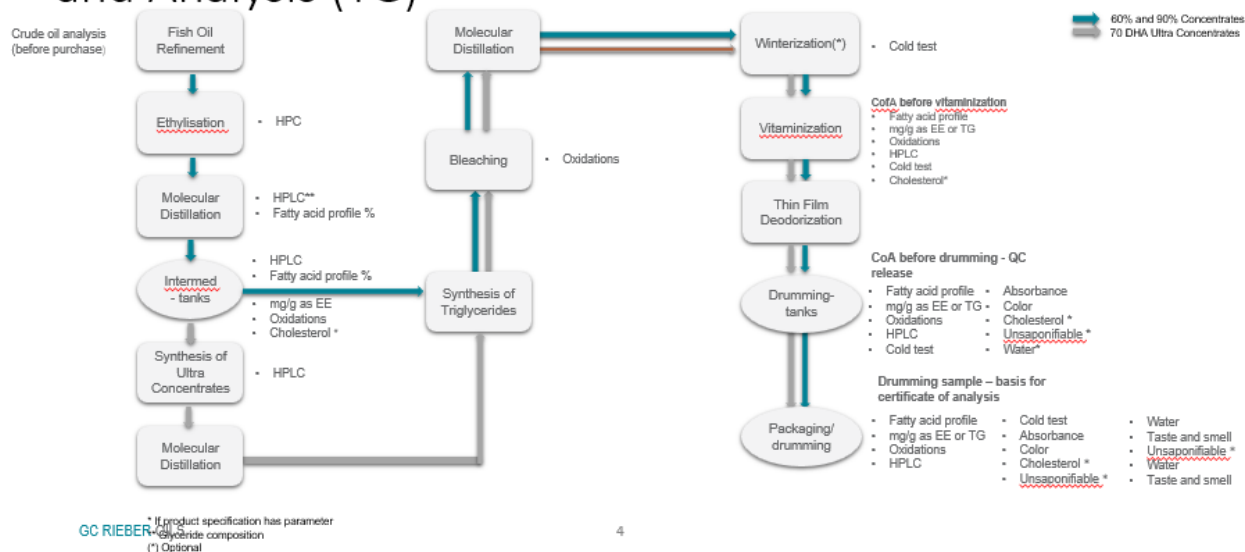 and Analysis (TG)
Crude oil analysis
(before purchase)
Fish Oil
Refinement
Ethylisation
• HPC
Molecular
Distillation
• HPLC**
• Fatty acid profile %
Intermed
- tanks
• HPLC
• Fatty acid profile %
• mg/g as EE
• Oxidations
• Cholesterol *
Synthesis of
Ultra
Concentrates
• HPLC
Molecular
Distillation
Molecular
Distillation
Bleaching
• Oxidations
Synthesis of
Triglycerides
Winterization(*)
• Cold test
60% and 90% Concentrates
70 DHA Ultra Concentrates
Vitaminization
CofA before vitaminization
• Fatty acid profile
• mg/g as EE or TG
• Oxidations
• HPLC
• Cold test
• Cholesterol*
Thin Film
Deodorization
Drumming-
tanks
CoA before drumming - QC
release
• Fatty acid profile
• mg/g as EE or TG
• Oxidations
• HPLC
• Cold test
• Absorbance
• Color
• Cholesterol *
• Unsaponifiable *
• Water*
Packaging/
drumming
Drumming sample – basis for
certificate of analysis
• Fatty acid profile
• mg/g as EE or TG
• Oxidations
• HPLC
• Cold test
• Absorbance
• Color
• Cholesterol *
• Unsaponifiable *
• Water
• Taste and smell
• Unsaponifiable *
• Water
• Taste and smell
* If product specification has parameter
** Glyceride composition
(*) Optional
GC RIEBER OILS
4